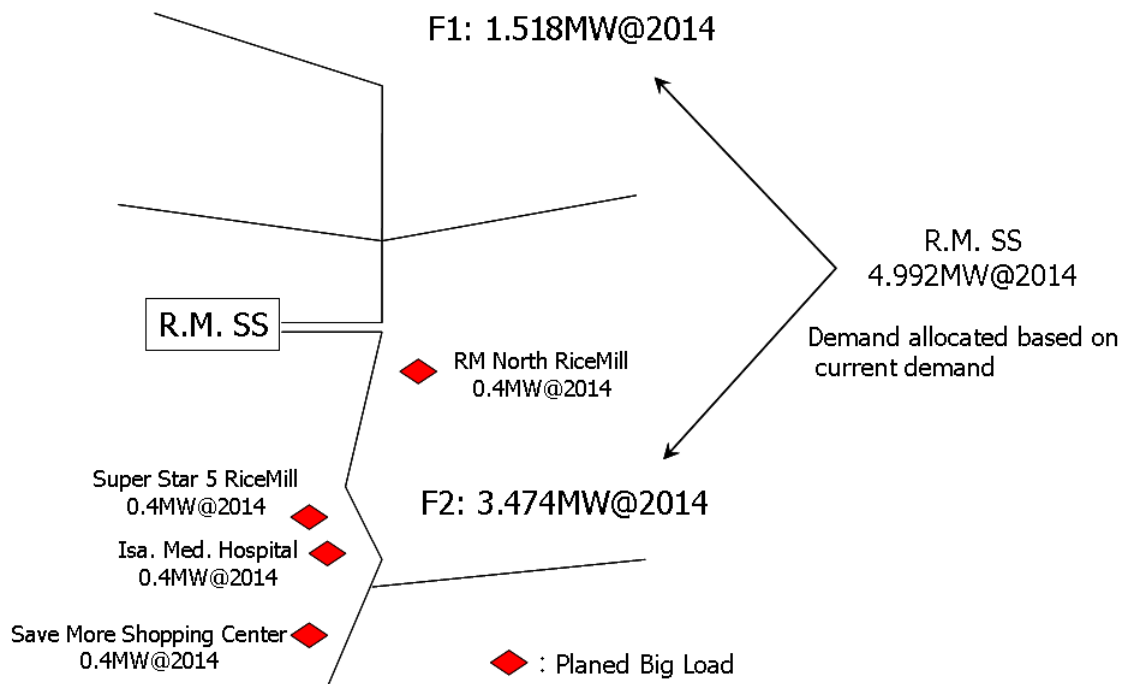 F1: 1.518MW@2014
R.M. SS
4.992MW@2014
Demand allocated based on
current demand
R.M. SS
RM North RiceMill
0.4MW@2014
Super Star 5 RiceMill
0.4MW@2014
F2: 3.474MW@2014
Isa. Med. Hospital
0.4MW@2014
Save More Shopping Center
0.4MW@2014
: Planed Big Load